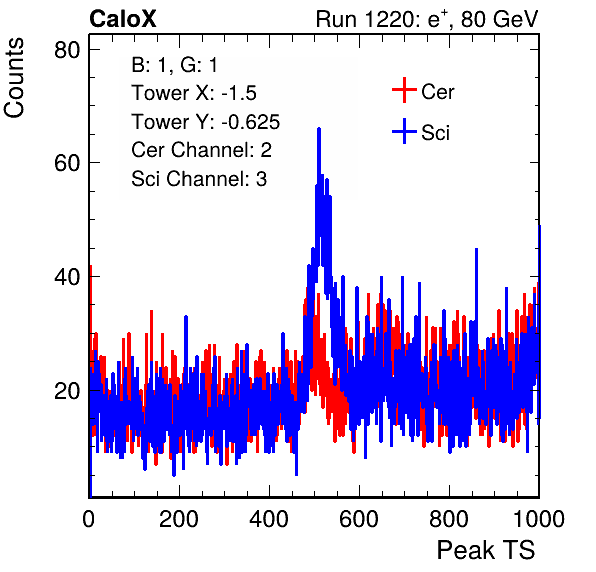 CaloX Run 1220: e+, 80 GeV
Counts
80
60
40
20
B: 1, G: 1
Tower X: -1.5
Tower Y: -0.625
Cer Channel: 2
Sci Channel: 3
Cer
Sci
0 200 400 600 800 1000
Peak TS